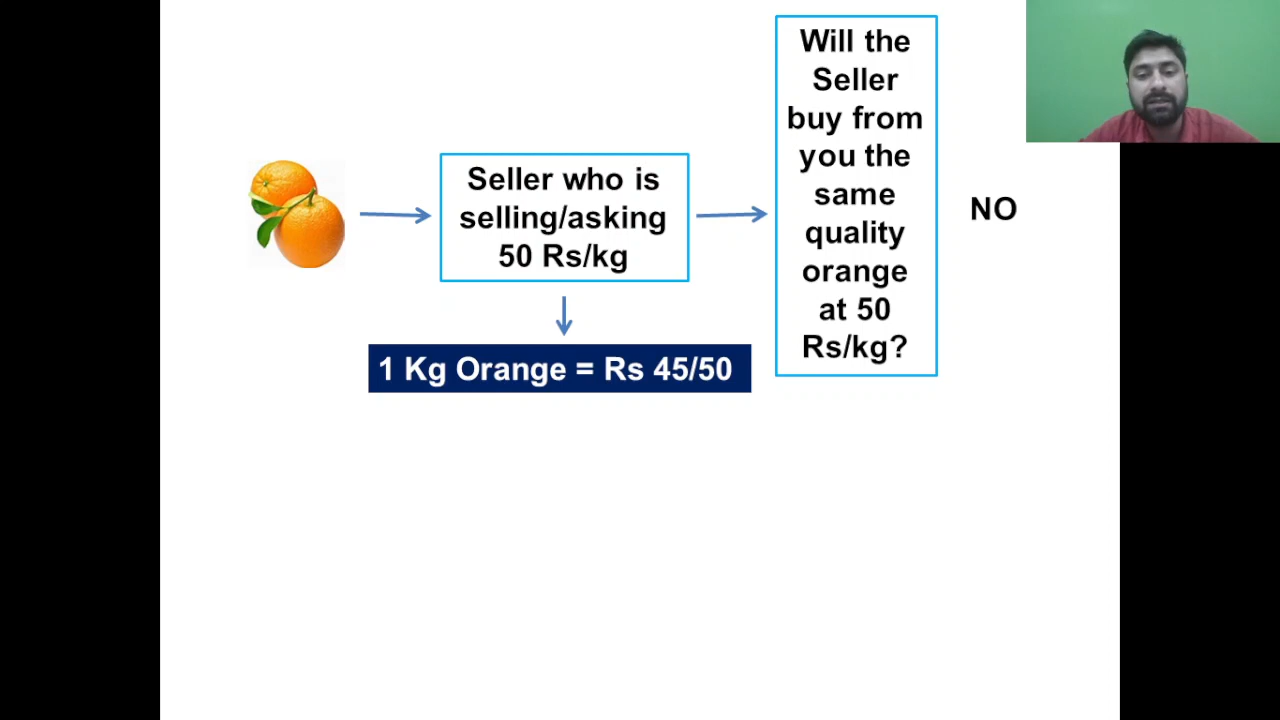 Seller who is
selling/asking
50 Rs/kg
1 Kg Orange = Rs 45/50
Will the
Seller
buy from
you the
same
quality
orange
at 50
Rs/kg?
NO